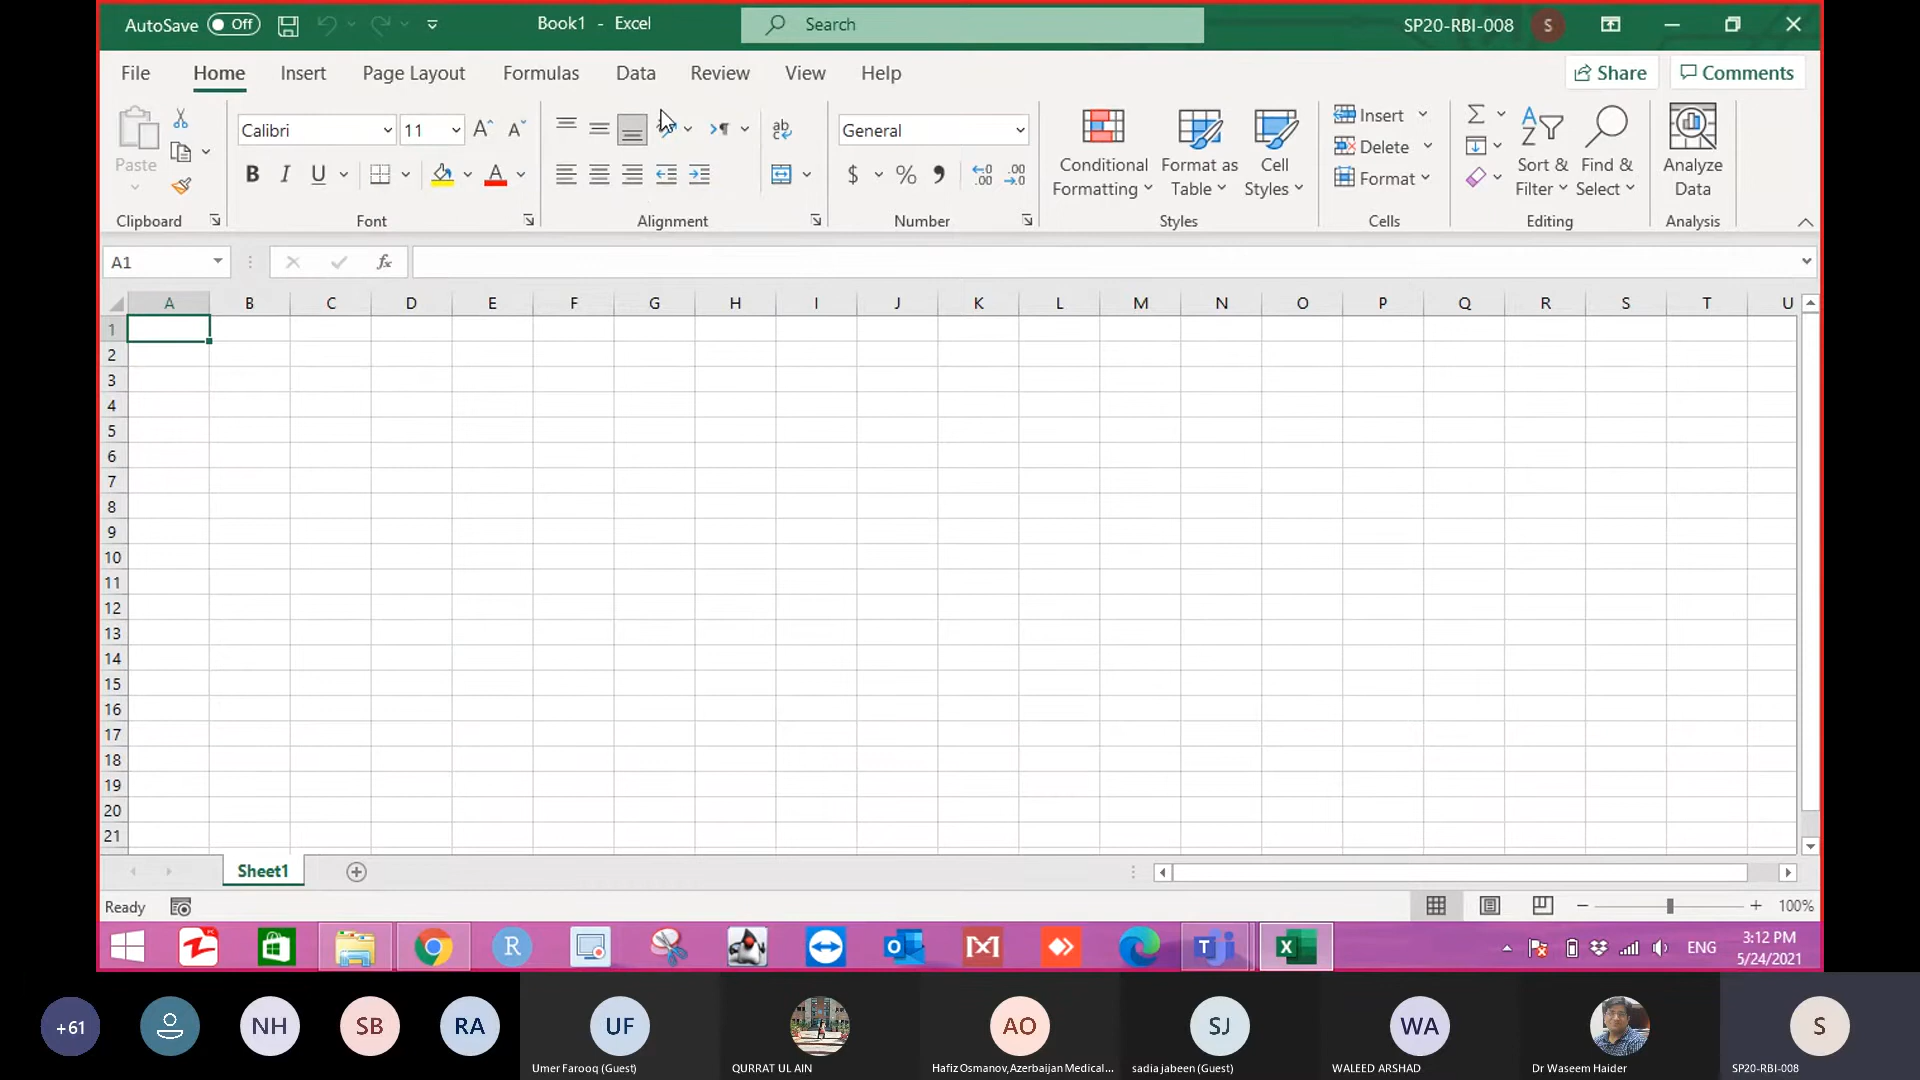 AutoSave Off Book1 - Excel Search SP20-RBI-008 S
File Home Insert Page Layout Formulas Data Review View Help Share Comments
Paste Calibri 11 General Conditional Formatting Format as Table Cell Styles Insert Delete Format Sort & Filter Find & Select Analyze Data
Clipboard Font Alignment Number Styles Cells Editing Analysis
A1 fx
A B C D E F G H I J K L M N O P Q R S T U
1
2
3
4
5
6
7
8
9
10
11
12
13
14
15
16
17
18
19
20
21
Sheet1
Ready 100%
ENG 3:12 PM
5/24/2021
+61 NH SB RA UF AO SJ WA S
Umer Farooq (Guest) QURRAT UL AIN Hafiz Osmanov,Azerbaijan Medical... sadia jabeen (Guest) WALEED ARSHAD Dr Waseem Haider SP20-RBI-008